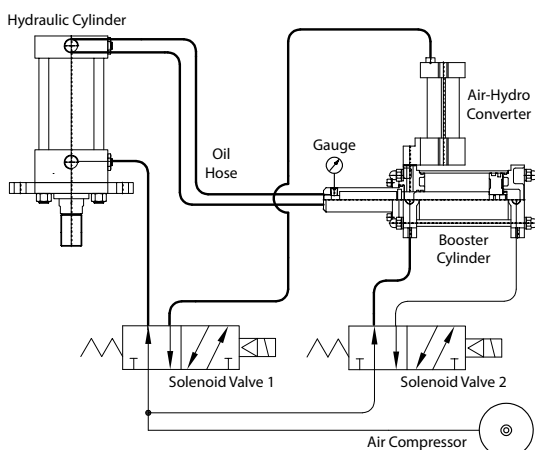 Hydraulic Cylinder
Air-Hydro
Converter
Gauge
Oil
Hose
Booster
Cylinder
Solenoid Valve 1
Solenoid Valve 2
Air Compressor